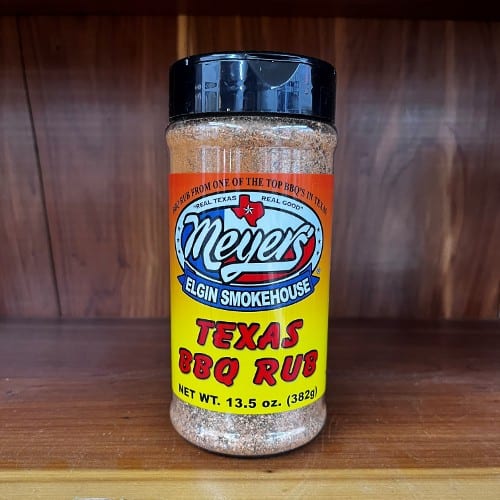 BBQ RUB FROM ONE OF THE TOP BBQ'S IN TEXAS
"REAL TEXAS REAL GOOD"
Meyers'
ELGIN SMOKEHOUSE
®
TEXAS
BBQ RUB
NET WT. 13.5 oz. (382g)